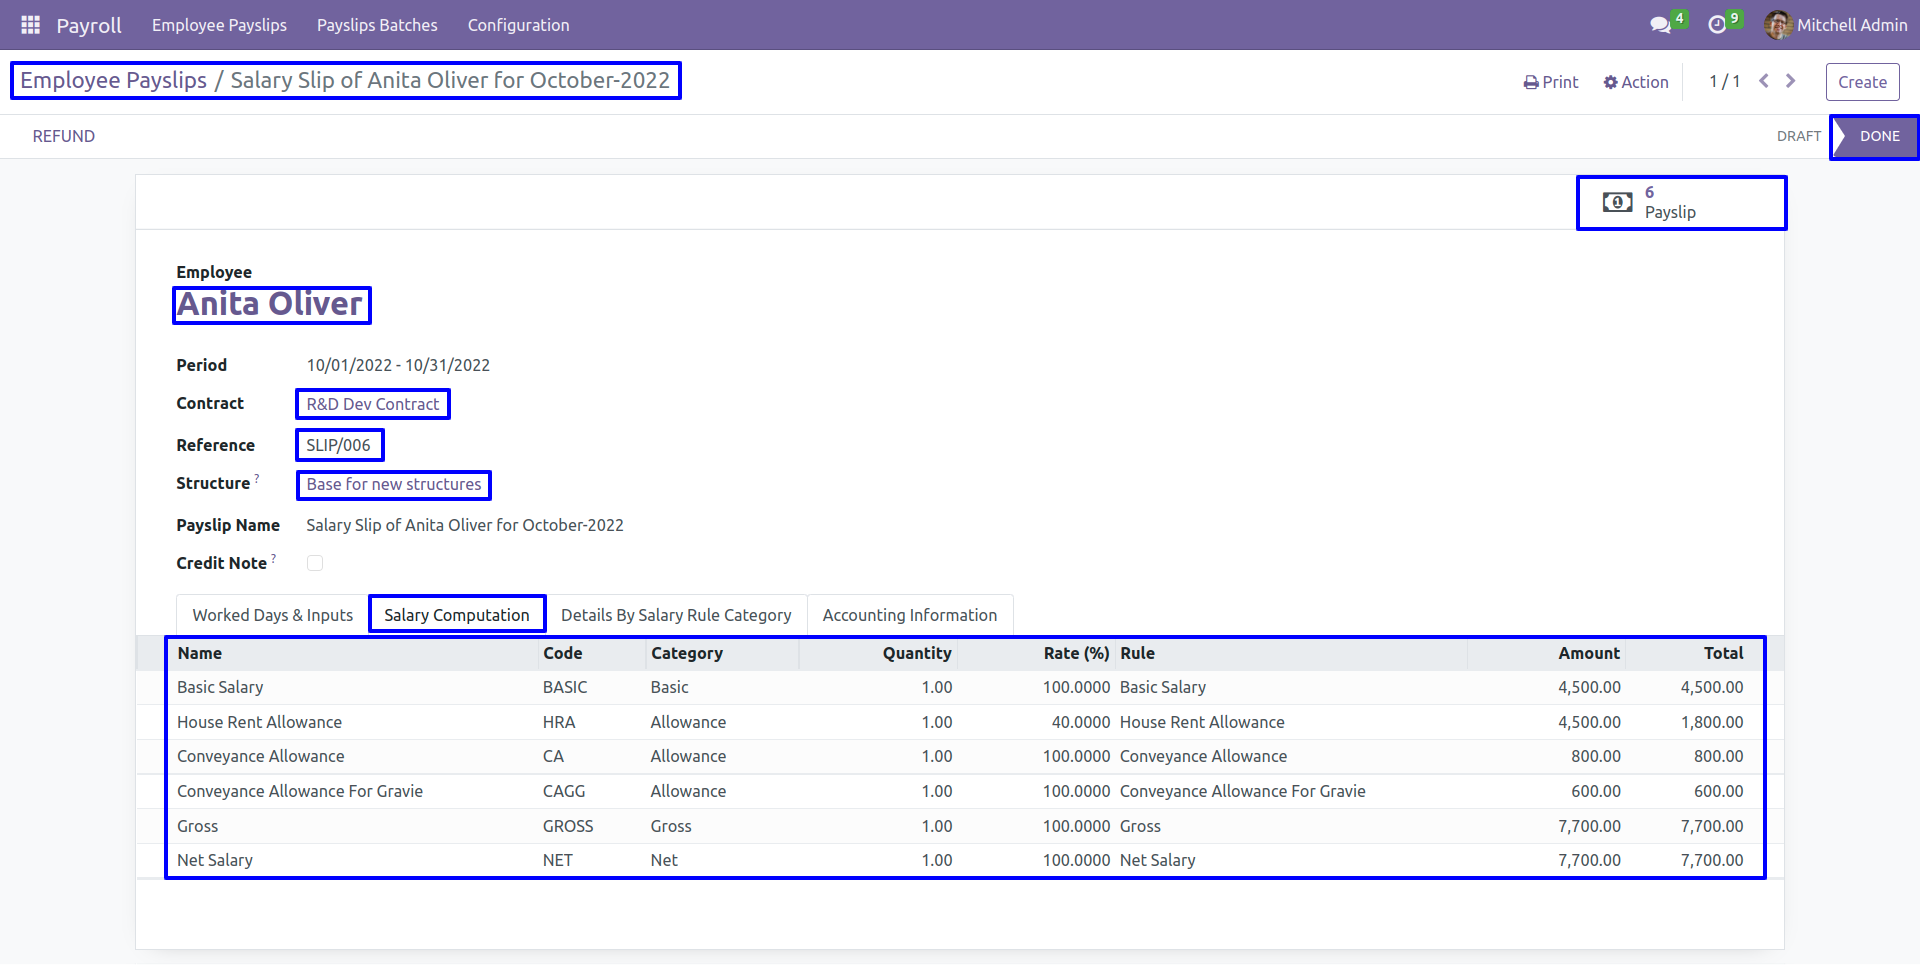 Payroll Employee Payslips Payslips Batches Configuration 4 9 Mitchell Admin
Employee Payslips / Salary Slip of Anita Oliver for October-2022 Print Action 1 / 1 Create
REFUND DRAFT DONE
6
Payslip
Employee
Anita Oliver
Period 10/01/2022 - 10/31/2022
Contract R&D Dev Contract
Reference SLIP/006
Structure ? Base for new structures
Payslip Name Salary Slip of Anita Oliver for October-2022
Credit Note ?
Worked Days & Inputs Salary Computation Details By Salary Rule Category Accounting Information
Name Code Category Quantity Rate (%) Rule Amount Total
Basic Salary BASIC Basic 1.00 100.0000 Basic Salary 4,500.00 4,500.00
House Rent Allowance HRA Allowance 1.00 40.0000 House Rent Allowance 4,500.00 1,800.00
Conveyance Allowance CA Allowance 1.00 100.0000 Conveyance Allowance 800.00 800.00
Conveyance Allowance For Gravie CAGG Allowance 1.00 100.0000 Conveyance Allowance For Gravie 600.00 600.00
Gross GROSS Gross 1.00 100.0000 Gross 7,700.00 7,700.00
Net Salary NET Net 1.00 100.0000 Net Salary 7,700.00 7,700.00